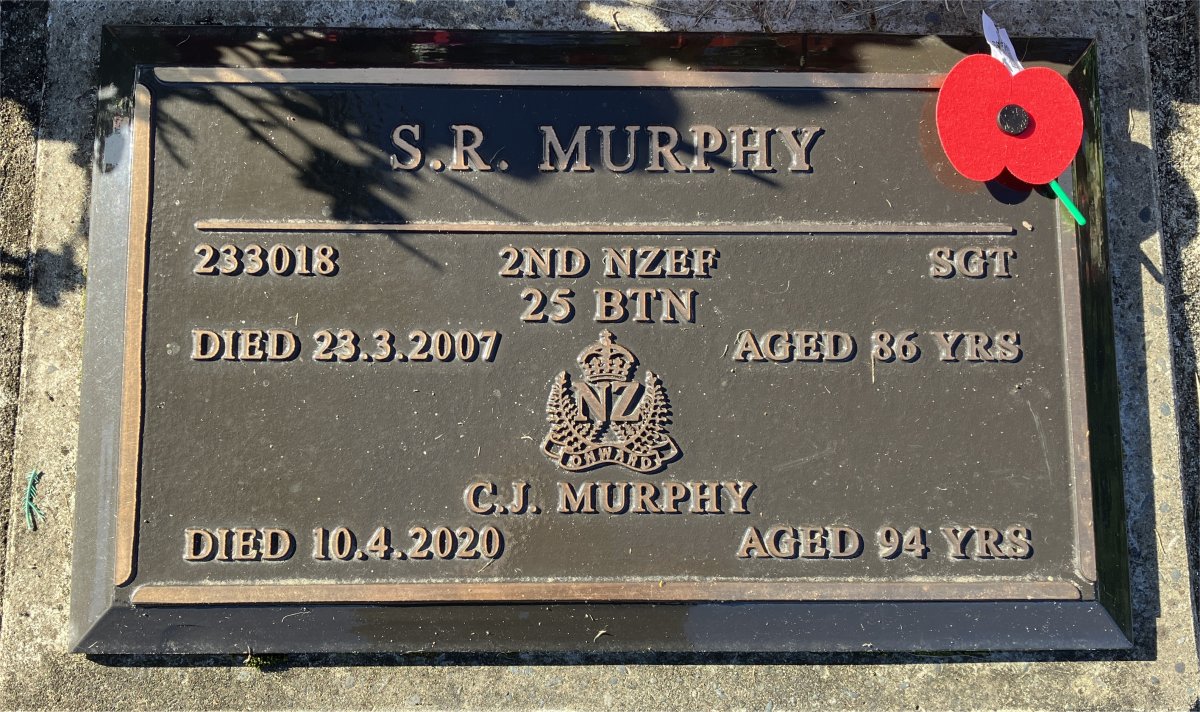 S.R. MURPHY
233018 2ND NZEF SGT
25 BTN
DIED 23.3.2007 AGED 86 YRS
NZ
ONWARD
C.J. MURPHY
DIED 10.4.2020 AGED 94 YRS